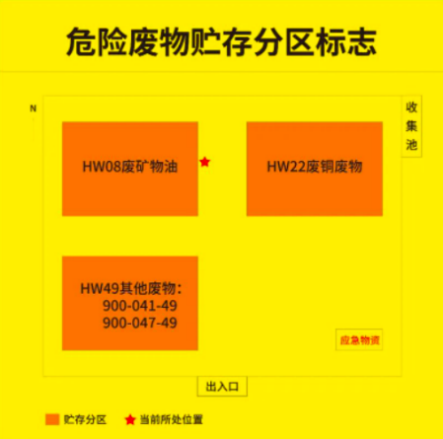 危险废物贮存分区标志
N
收集池
HW08废矿物油
HW22废铜废物
HW49其他废物：
900-041-49
900-047-49
应急物资
出入口
贮存分区
当前所处位置